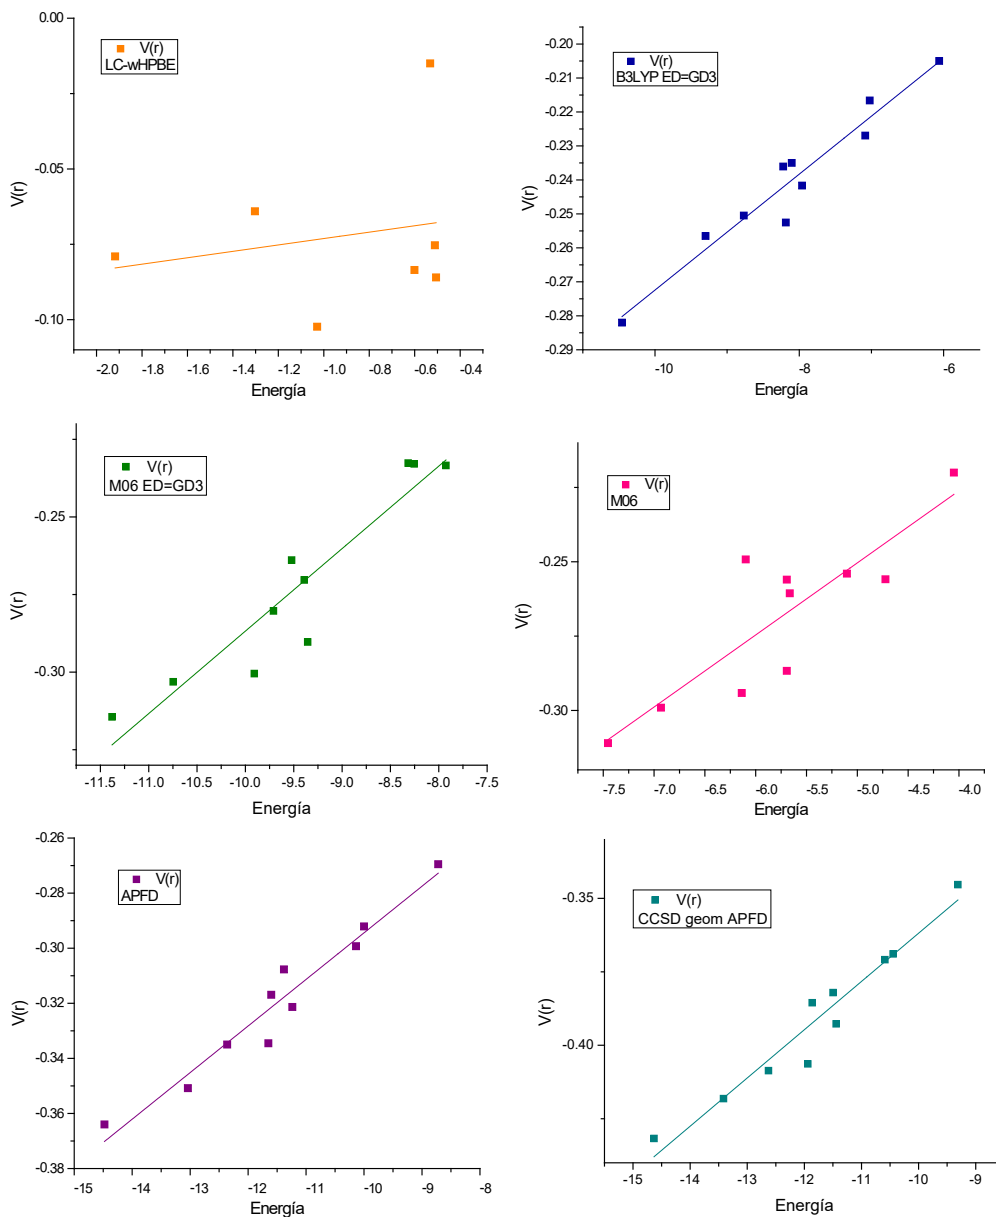 0.00
-0.05
-0.10
V(r)
V(r)
LC-wHPBE
-2.0 -1.8 -1.6 -1.4 -1.2 -1.0 -0.8 -0.6 -0.4
Energía
-0.20
-0.21
-0.22
-0.23
-0.24
-0.25
-0.26
-0.27
-0.28
-0.29
V(r)
V(r)
B3LYP ED=GD3
-10 -8 -6
Energía
-0.25
-0.30
V(r)
V(r)
M06 ED=GD3
-11.5 -11.0 -10.5 -10.0 -9.5 -9.0 -8.5 -8.0 -7.5
Energía
-0.25
-0.30
V(r)
V(r)
M06
-7.5 -7.0 -6.5 -6.0 -5.5 -5.0 -4.5 -4.0
Energía
-0.26
-0.28
-0.30
-0.32
-0.34
-0.36
-0.38
V(r)
V(r)
APFD
-15 -14 -13 -12 -11 -10 -9 -8
Energía
-0.35
-0.40
V(r)
V(r)
CCSD geom APFD
-15 -14 -13 -12 -11 -10 -9
Energía